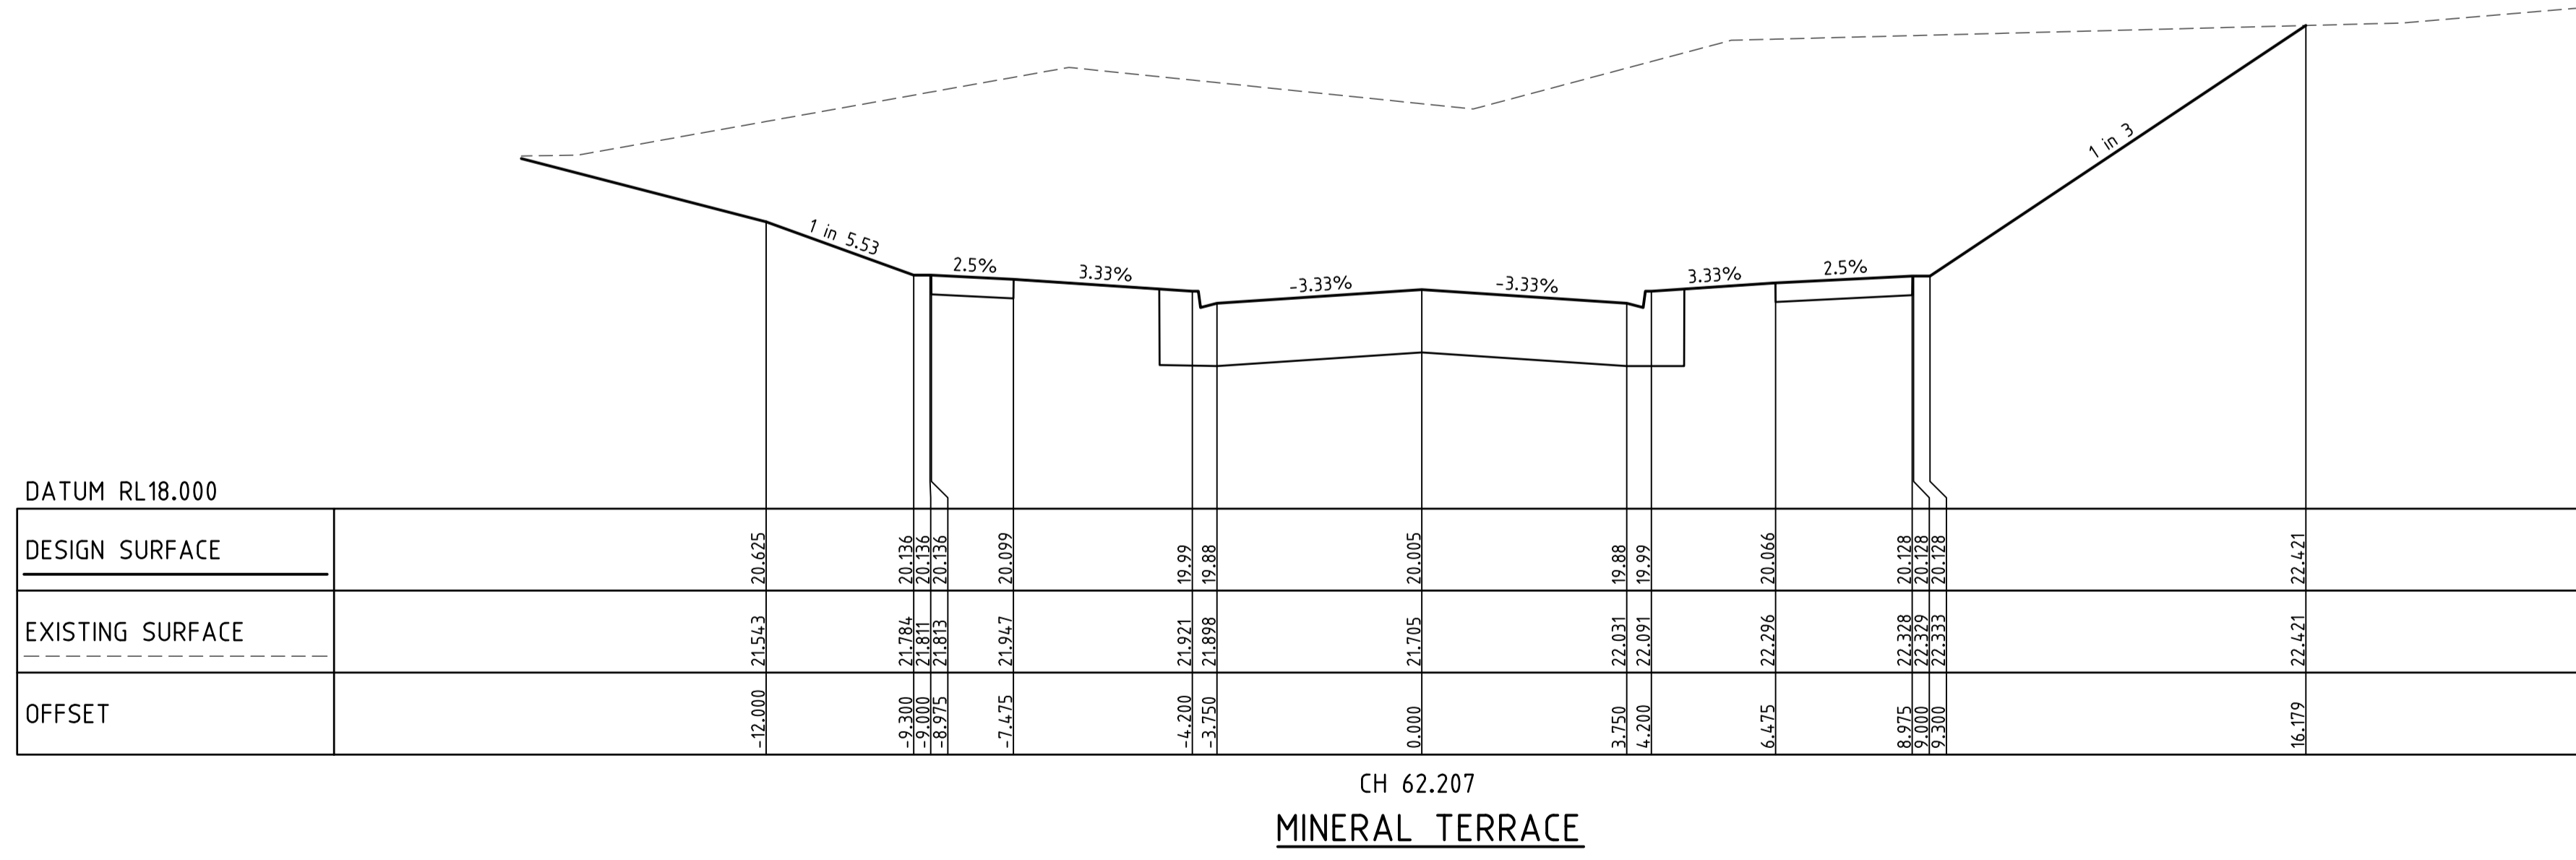 1 in 3
1 in 5.53
2.5%
3.33%
-3.33%
-3.33%
3.33%
2.5%
DATUM RL18.000
DESIGN SURFACE 20.625 20.136 20.136 20.136 20.099 19.99 19.88 20.005 19.88 19.99 20.066 20.128 20.128 20.128 22.421
EXISTING SURFACE 21.543 21.784 21.811 21.813 21.947 21.921 21.898 21.705 22.031 22.091 22.296 22.328 22.329 22.333 22.421
OFFSET -12.000 -9.300 -9.000 -8.975 -7.475 -4.200 -3.750 0.000 3.750 4.200 6.475 8.975 9.000 9.300 16.179
CH 62.207
MINERAL TERRACE